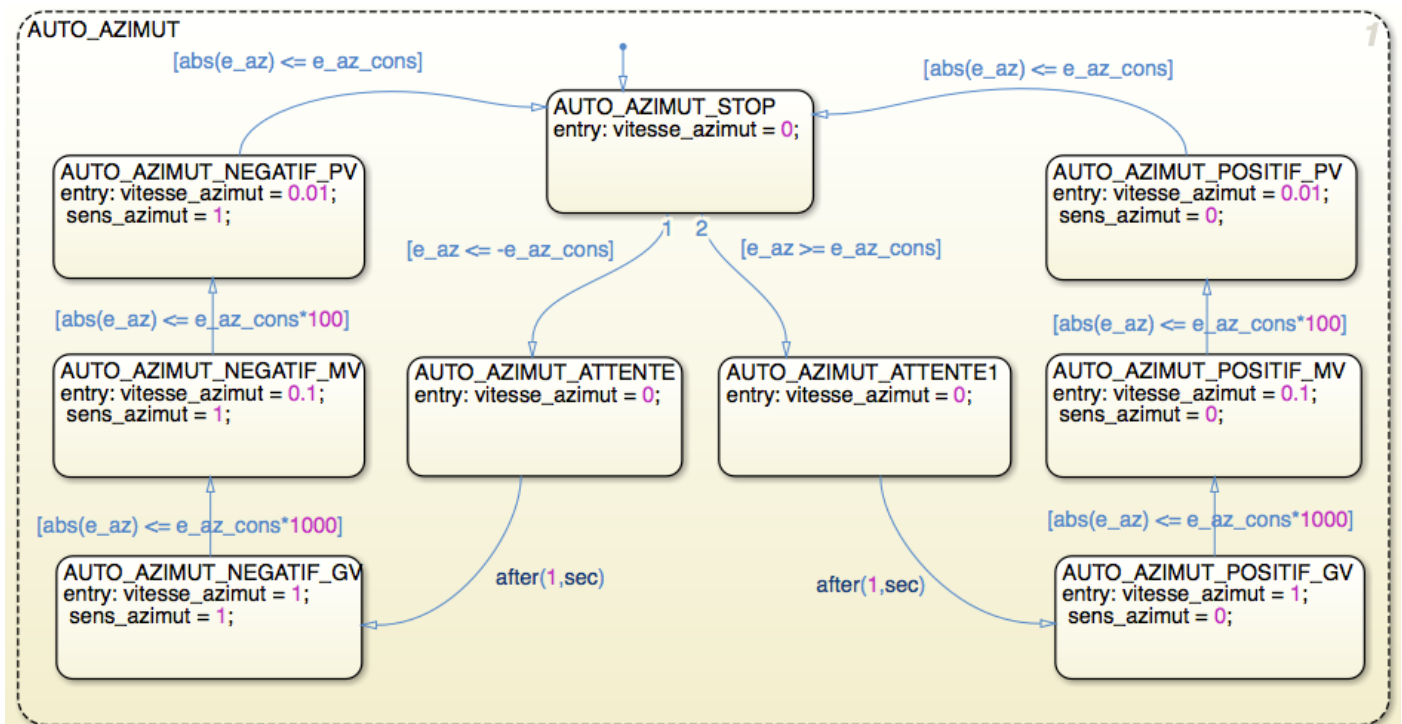 AUTO_AZIMUT
1
[abs(e_az) <= e_az_cons]
[abs(e_az) <= e_az_cons]
AUTO_AZIMUT_STOP
entry: vitesse_azimut = 0;
AUTO_AZIMUT_NEGATIF_PV
entry: vitesse_azimut = 0.01;
sens_azimut = 1;
AUTO_AZIMUT_POSITIF_PV
entry: vitesse_azimut = 0.01;
sens_azimut = 0;
1 2
[e_az <= -e_az_cons]
[e_az >= e_az_cons]
[abs(e_az) <= e_az_cons*100]
[abs(e_az) <= e_az_cons*100]
AUTO_AZIMUT_NEGATIF_MV
entry: vitesse_azimut = 0.1;
sens_azimut = 1;
AUTO_AZIMUT_ATTENTE
entry: vitesse_azimut = 0;
AUTO_AZIMUT_ATTENTE1
entry: vitesse_azimut = 0;
AUTO_AZIMUT_POSITIF_MV
entry: vitesse_azimut = 0.1;
sens_azimut = 0;
[abs(e_az) <= e_az_cons*1000]
[abs(e_az) <= e_az_cons*1000]
AUTO_AZIMUT_NEGATIF_GV
entry: vitesse_azimut = 1;
sens_azimut = 1;
after(1,sec)
after(1,sec)
AUTO_AZIMUT_POSITIF_GV
entry: vitesse_azimut = 1;
sens_azimut = 0;